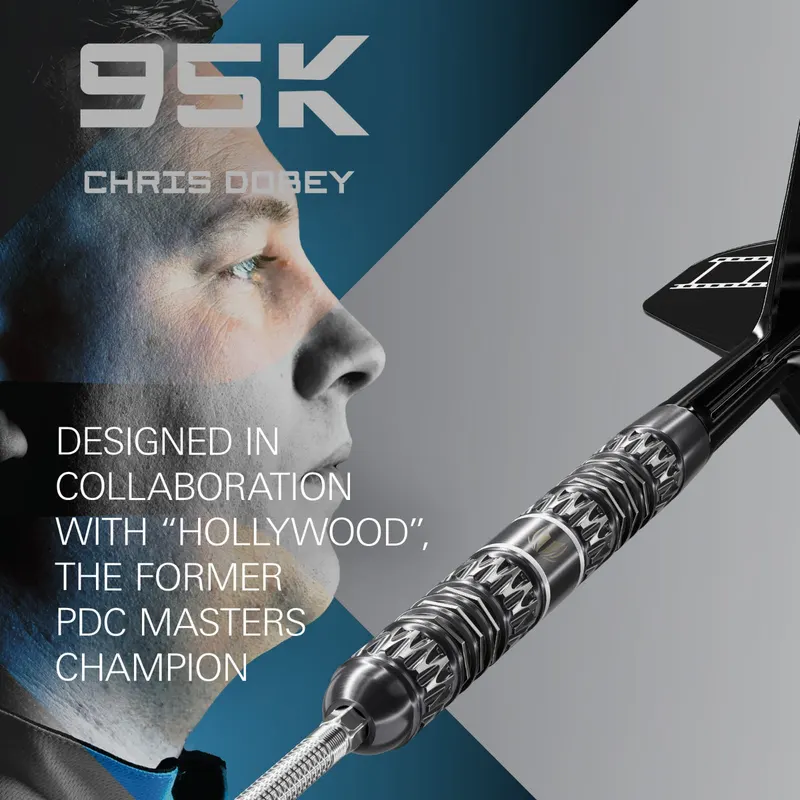 95K
CHRIS DOBEY
DESIGNED IN
COLLABORATION
WITH “HOLLYWOOD”,
THE FORMER
PDC MASTERS
CHAMPION